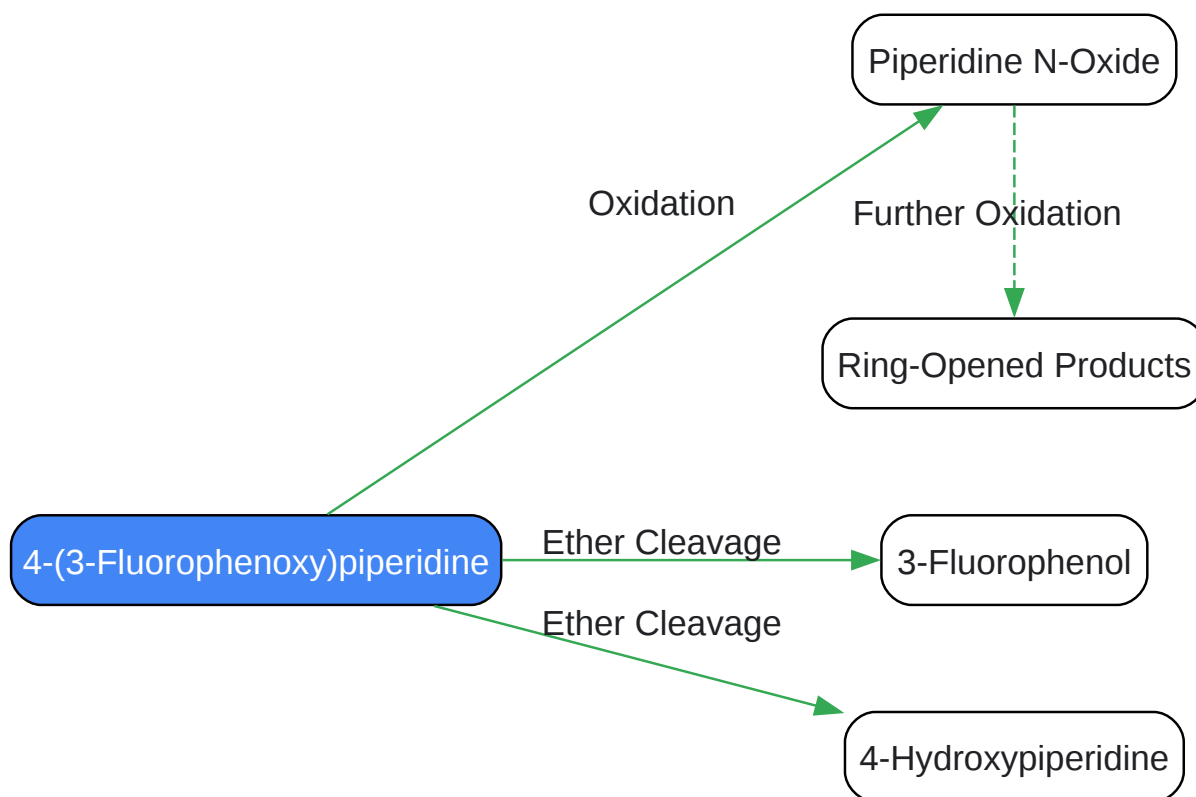 Piperidine N-Oxide
Oxidation
Further Oxidation
Ring-Opened Products
4-(3-Fluorophenoxy)piperidine
Ether Cleavage
3-Fluorophenol
Ether Cleavage
4-Hydroxypiperidine